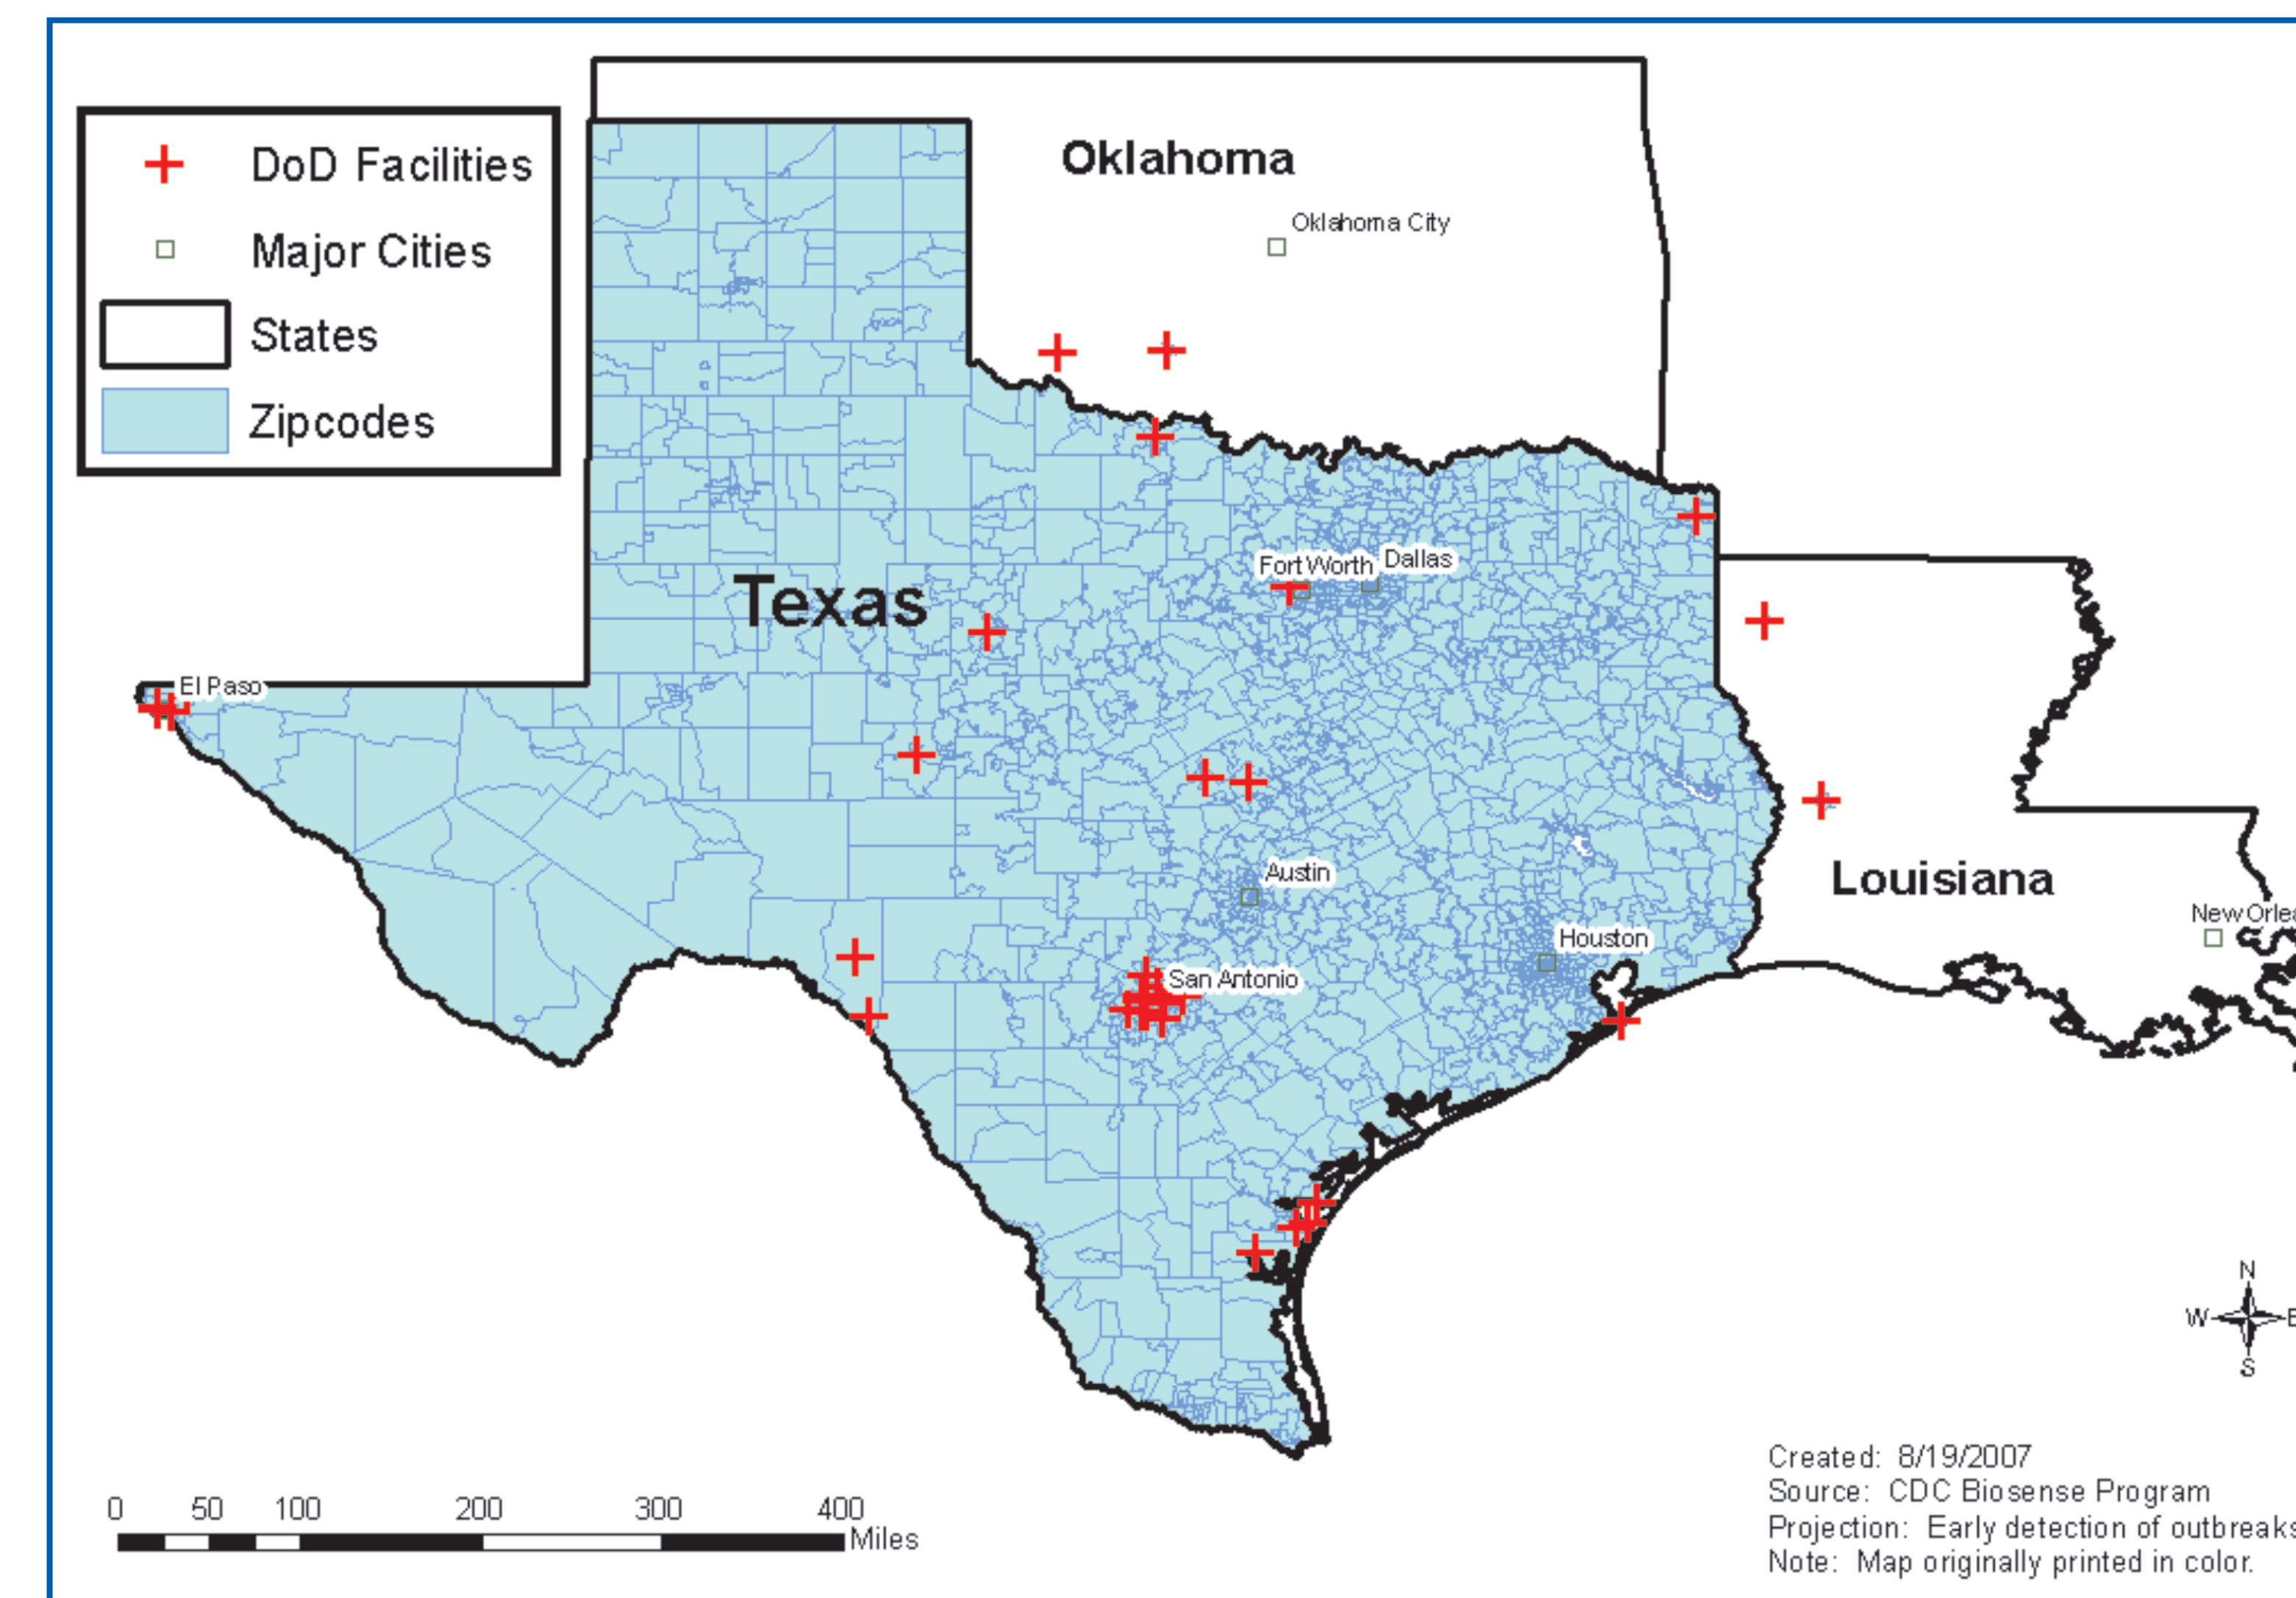 DoD Facilities
Major Cities
States
Zipcodes
Oklahoma
Oklahoma City
Fort Worth
Dallas
Texas
El Paso
Austin
Louisiana
New Orlea
Houston
San Antonio
N
W
E
S
0 50 100 200 300 400
Miles
Created: 8/19/2007
Source: CDC Biosense Program
Projection: Early detection of outbreaks
Note: Map originally printed in color.